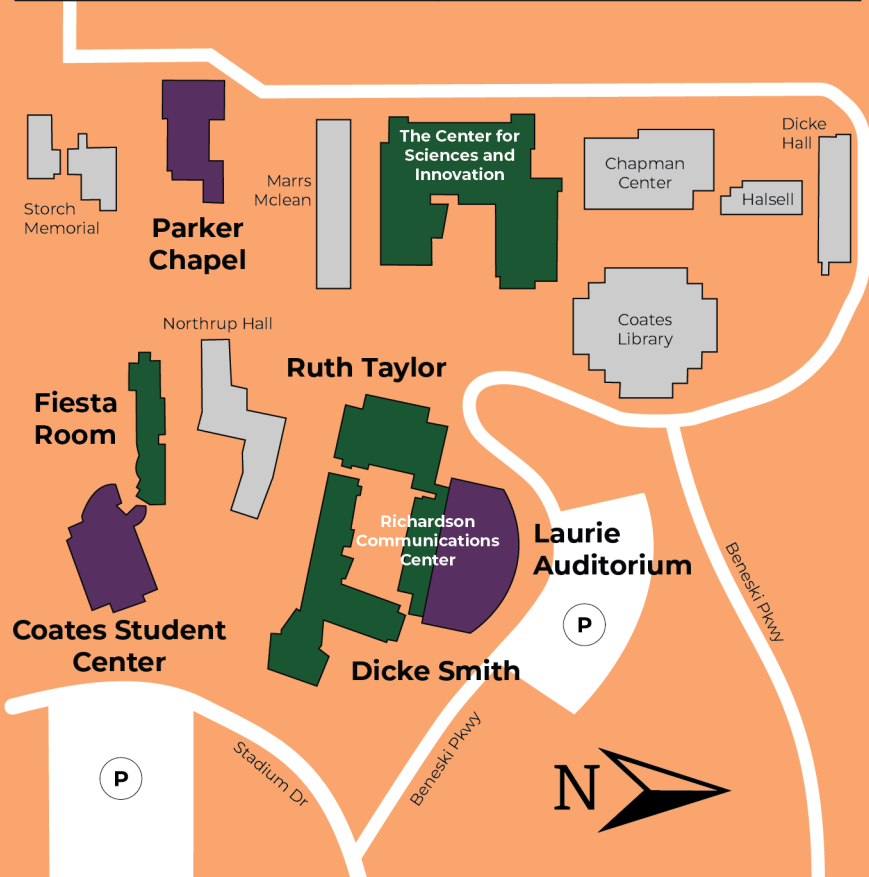 The Center for
Sciences and
Innovation
Dicke
Hall
Chapman
Center
Marrs
Mclean
Halsell
Storch
Memorial
Parker
Chapel
Northrup Hall
Coates
Library
Ruth Taylor
Fiesta
Room
Richardson
Communications
Center
Laurie
Auditorium
Beneski Pkwy
P
Coates Student
Center
Dicke Smith
Stadium Dr
Beneski Pkwy
P
N